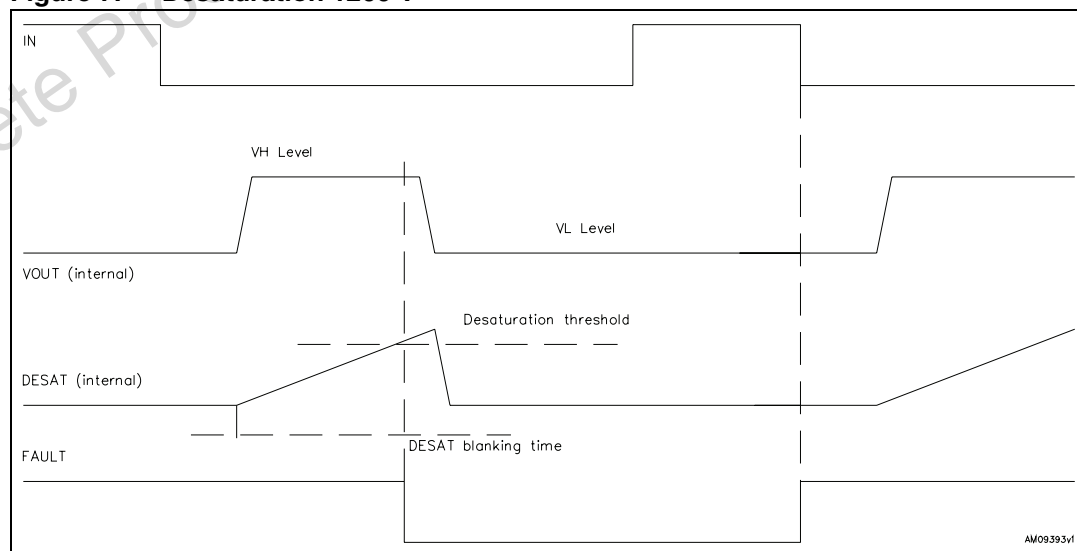 IN
VH Level
VL Level
VOUT (internal)
Desaturation threshold
DESAT (internal)
DESAT blanking time
FAULT
AM09393v1